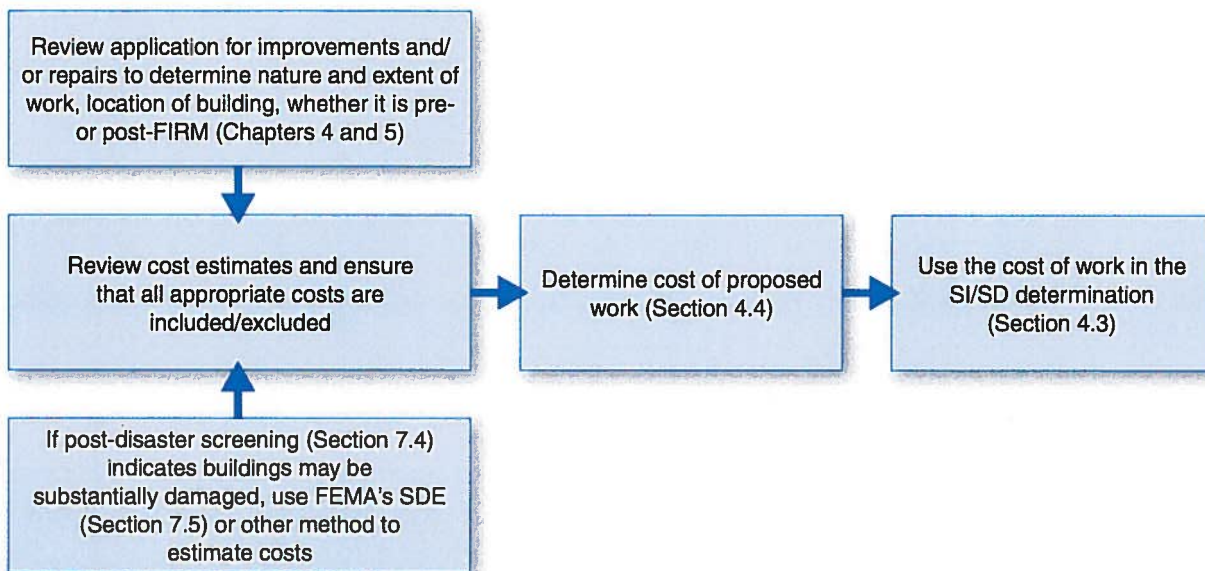 Review application for improvements and/
or repairs to determine nature and extent of
work, location of building, whether it is pre-
or post-FIRM (Chapters 4 and 5)
Review cost estimates and ensure
that all appropriate costs are
included/excluded
Determine cost of proposed
work (Section 4.4)
Use the cost of work in the
SI/SD determination
(Section 4.3)
If post-disaster screening (Section 7.4)
indicates buildings may be
substantially damaged, use FEMA's SDE
(Section 7.5) or other method to
estimate costs